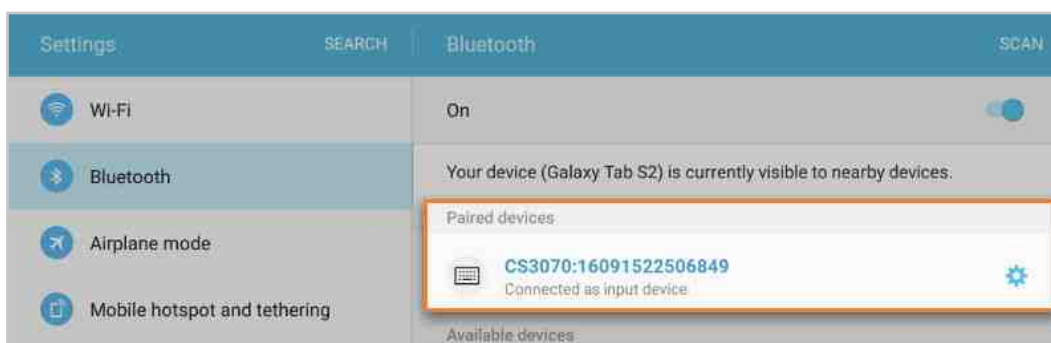 Settings
SEARCH
Bluetooth
SCAN
Wi-Fi
On
Bluetooth
Your device (Galaxy Tab S2) is currently visible to nearby devices.
Paired devices
Airplane mode
CS3070:16091522506849
Connected as input device
Mobile hotspot and tethering
Available devices